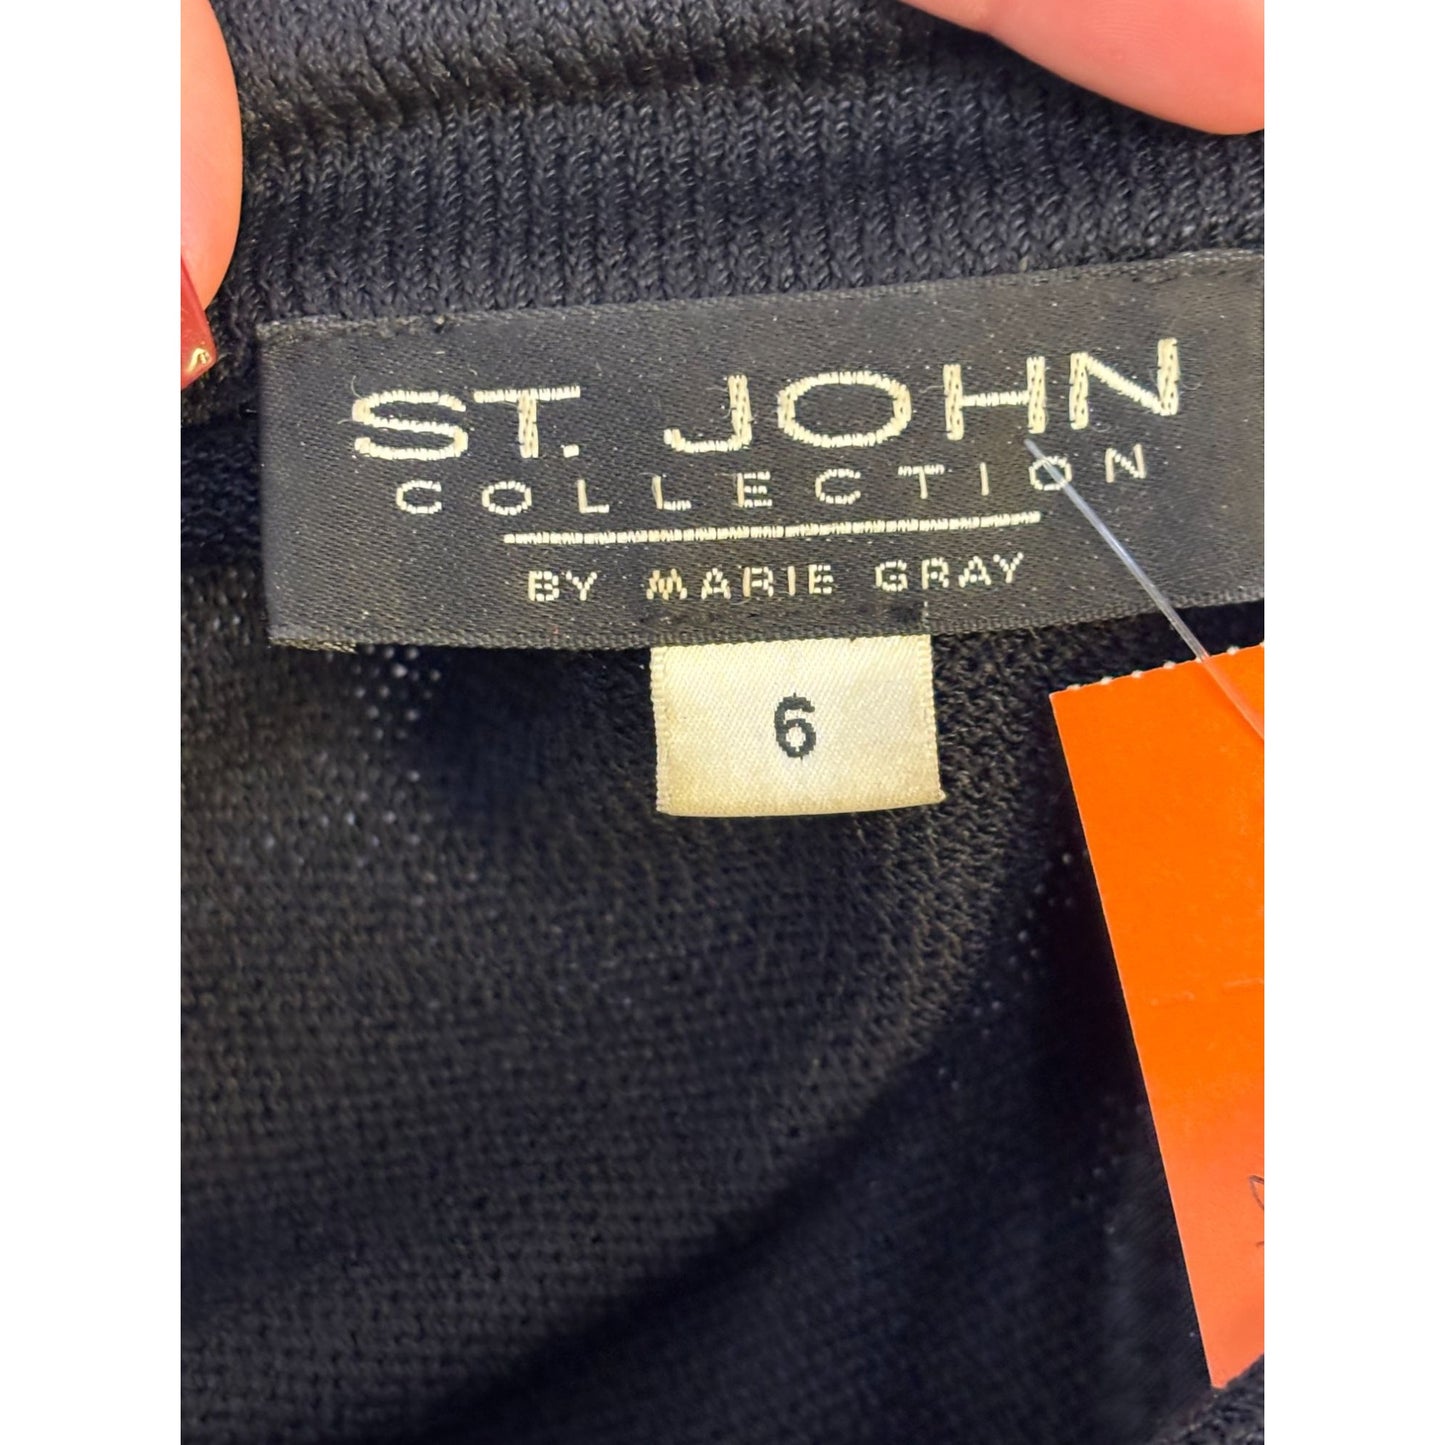 ST. JOHN
COLLECTION
BY MARIE GRAY
6